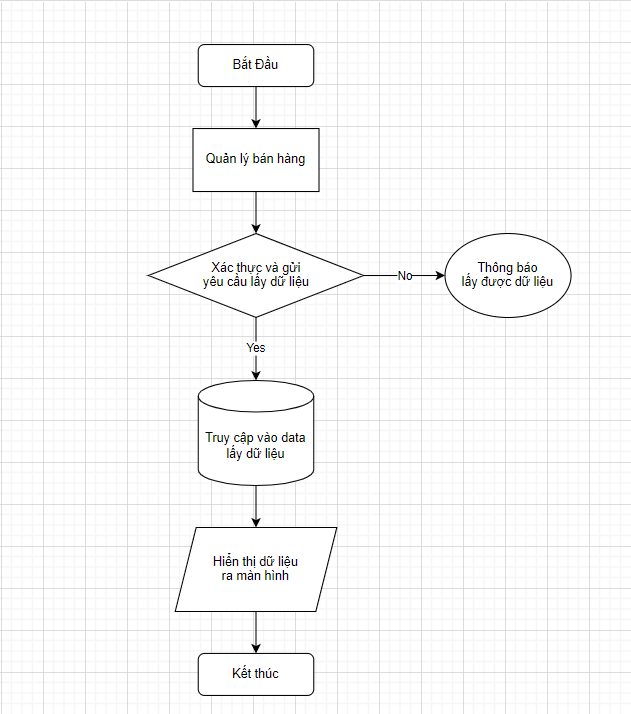 Bắt Đầu
Quản lý bán hàng
Xác thực và gửi
yêu cầu lấy dữ liệu
No
Thông báo
lấy được dữ liệu
Yes
Truy cập vào data
lấy dữ liệu
Hiển thị dữ liệu
ra màn hình
Kết thúc